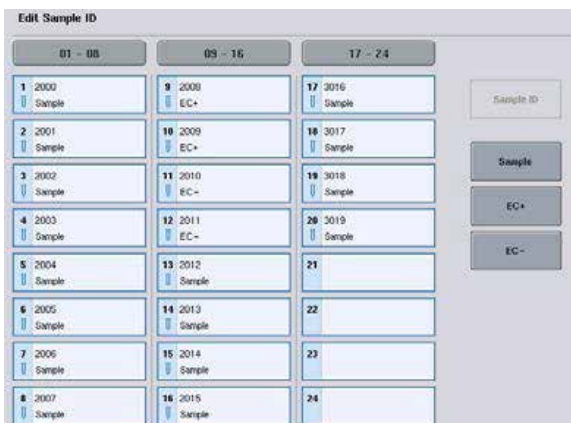 Edit Sample ID
01 - 08
09 - 16
17 - 24
1 2000
Sample
2 2001
Sample
3 2002
Sample
4 2003
Sample
5 2004
Sample
6 2005
Sample
7 2006
Sample
8 2007
Sample
9 2008
EC+
10 2009
EC+
11 2010
EC-
12 2011
EC-
13 2012
Sample
14 2013
Sample
15 2014
Sample
16 2015
Sample
17 3016
Sample
18 3017
Sample
19 3018
Sample
20 3019
Sample
21
22
23
24
Sample ID
Sample
EC+
EC-